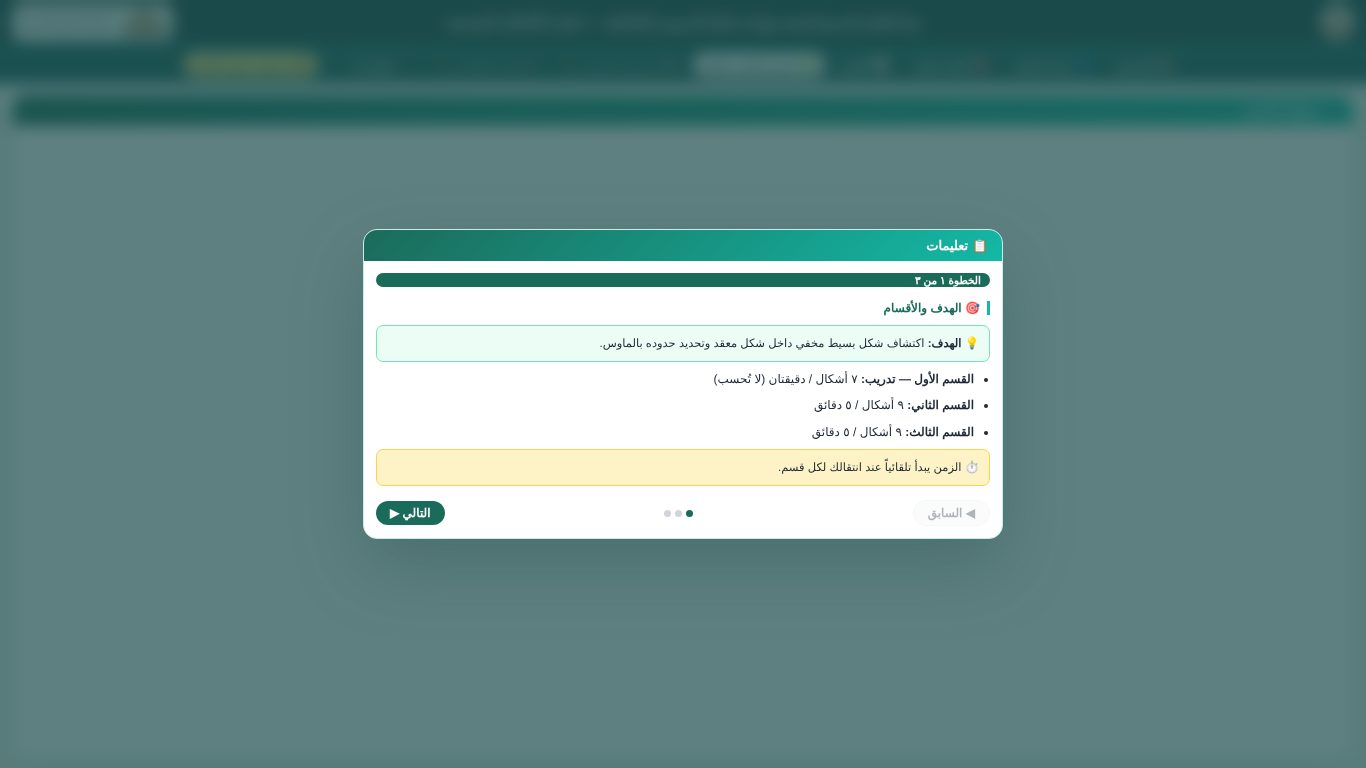 📋 تعليمات
الخطوة ١ من ٣
🎯 الهدف والأقسام
💡 الهدف: اكتشاف شكل بسيط مخفي داخل شكل معقد وتحديد حدوده بالماوس.
• القسم الأول — تدريب: ٧ أشكال / دقيقتان (لا تُحسب)
• القسم الثاني: ٩ أشكال / ٥ دقائق
• القسم الثالث: ٩ أشكال / ٥ دقائق
⏱️ الزمن يبدأ تلقائياً عند انتقالك لكل قسم.
◀ السابق
التالي ▶